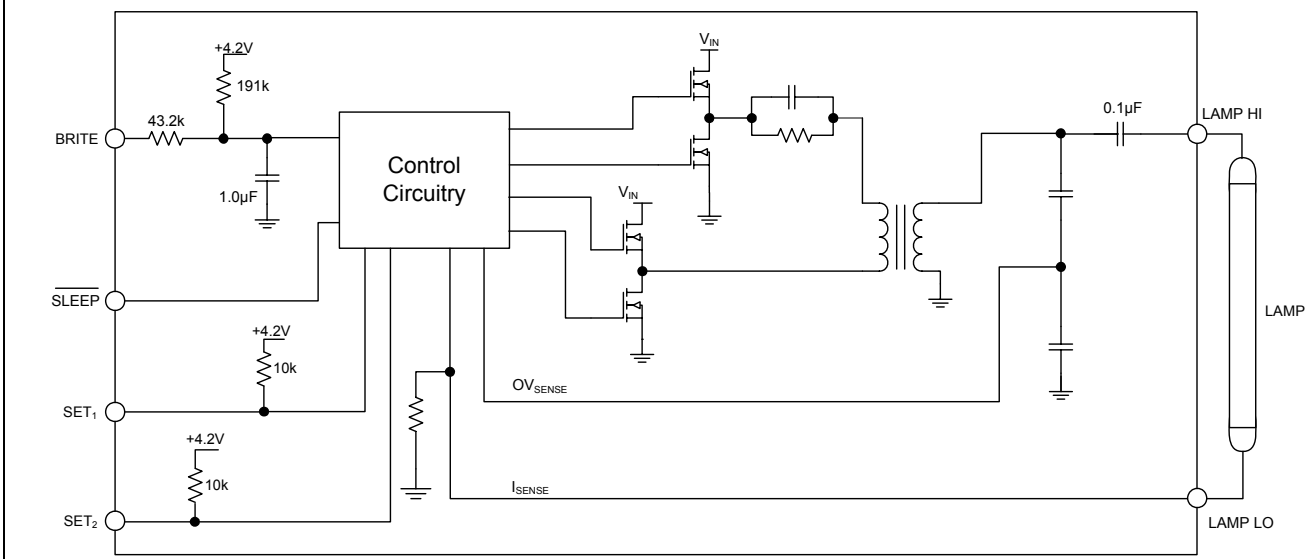 +4.2V
191k
43.2k
BRITE
1.0µF
Control
Circuitry
V_IN
V_IN
0.1µF
LAMP HI
LAMP
SLEEP
+4.2V
10k
SET₁
+4.2V
10k
SET₂
OV_SENSE
I_SENSE
LAMP LO